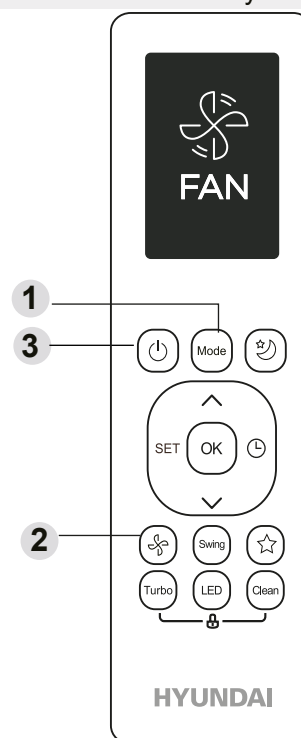 FAN
1
3
Mode
SET OK
2
Swing
Turbo LED Clean
HYUNDAI